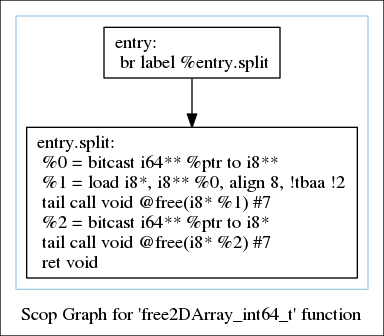 entry:
br label %entry.split
entry.split:
%0 = bitcast i64** %ptr to i8**
%1 = load i8*, i8** %0, align 8, !tbaa !2
tail call void @free(i8* %1) #7
%2 = bitcast i64** %ptr to i8*
tail call void @free(i8* %2) #7
ret void
Scop Graph for 'free2DArray_int64_t' function